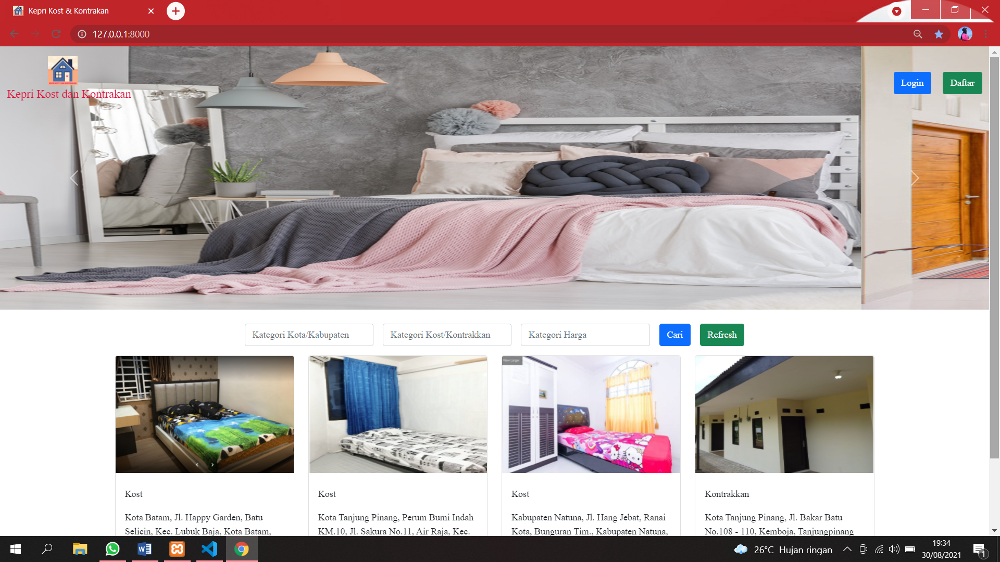 Kepri Kost & Kontrakan
127.0.0.1:8000
Kepri Kost dan Kontrakan
Login
Daftar
Kategori Kota/Kabupaten
Kategori Kost/Kontrakkan
Kategori Harga
Cari
Refresh
View Larger
Kost
Kota Batam, Jl. Happy Garden, Batu
Selicin, Kec. Lubuk Baja, Kota Batam,
Kost
Kota Tanjung Pinang, Perum Bumi Indah
KM.10, Jl. Sakura No.11, Air Raja, Kec.
Kost
Kabupaten Natuna, Jl. Hang Jebat, Ranai
Kota, Bunguran Tim., Kabupaten Natuna,
Kontrakkan
Kota Tanjung Pinang, Jl. Bakar Batu
No.108 - 110, Kemboja, Tanjungpinang
26°C Hujan ringan
19:34
30/08/2021
1